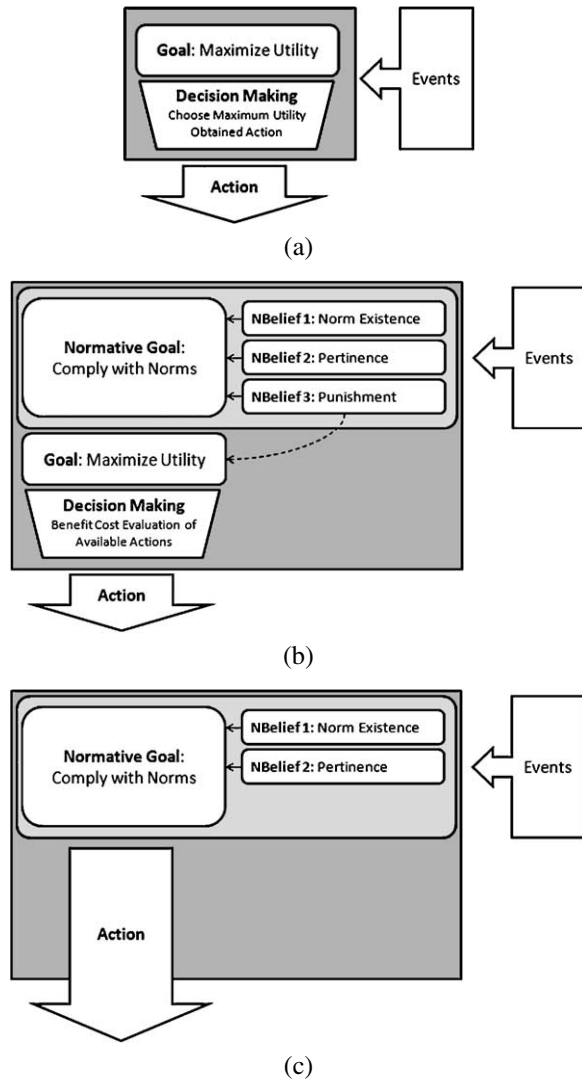 Goal: Maximize Utility
Decision Making
Choose Maximum Utility
Obtained Action
Events
Action
(a)
Normative Goal:
Comply with Norms
NBelief 1: Norm Existence
NBelief 2: Pertinence
NBelief 3: Punishment
Events
Goal: Maximize Utility
Decision Making
Benefit Cost Evaluation of
Available Actions
Action
(b)
Normative Goal:
Comply with Norms
NBelief 1: Norm Existence
NBelief 2: Pertinence
Events
Action
(c)